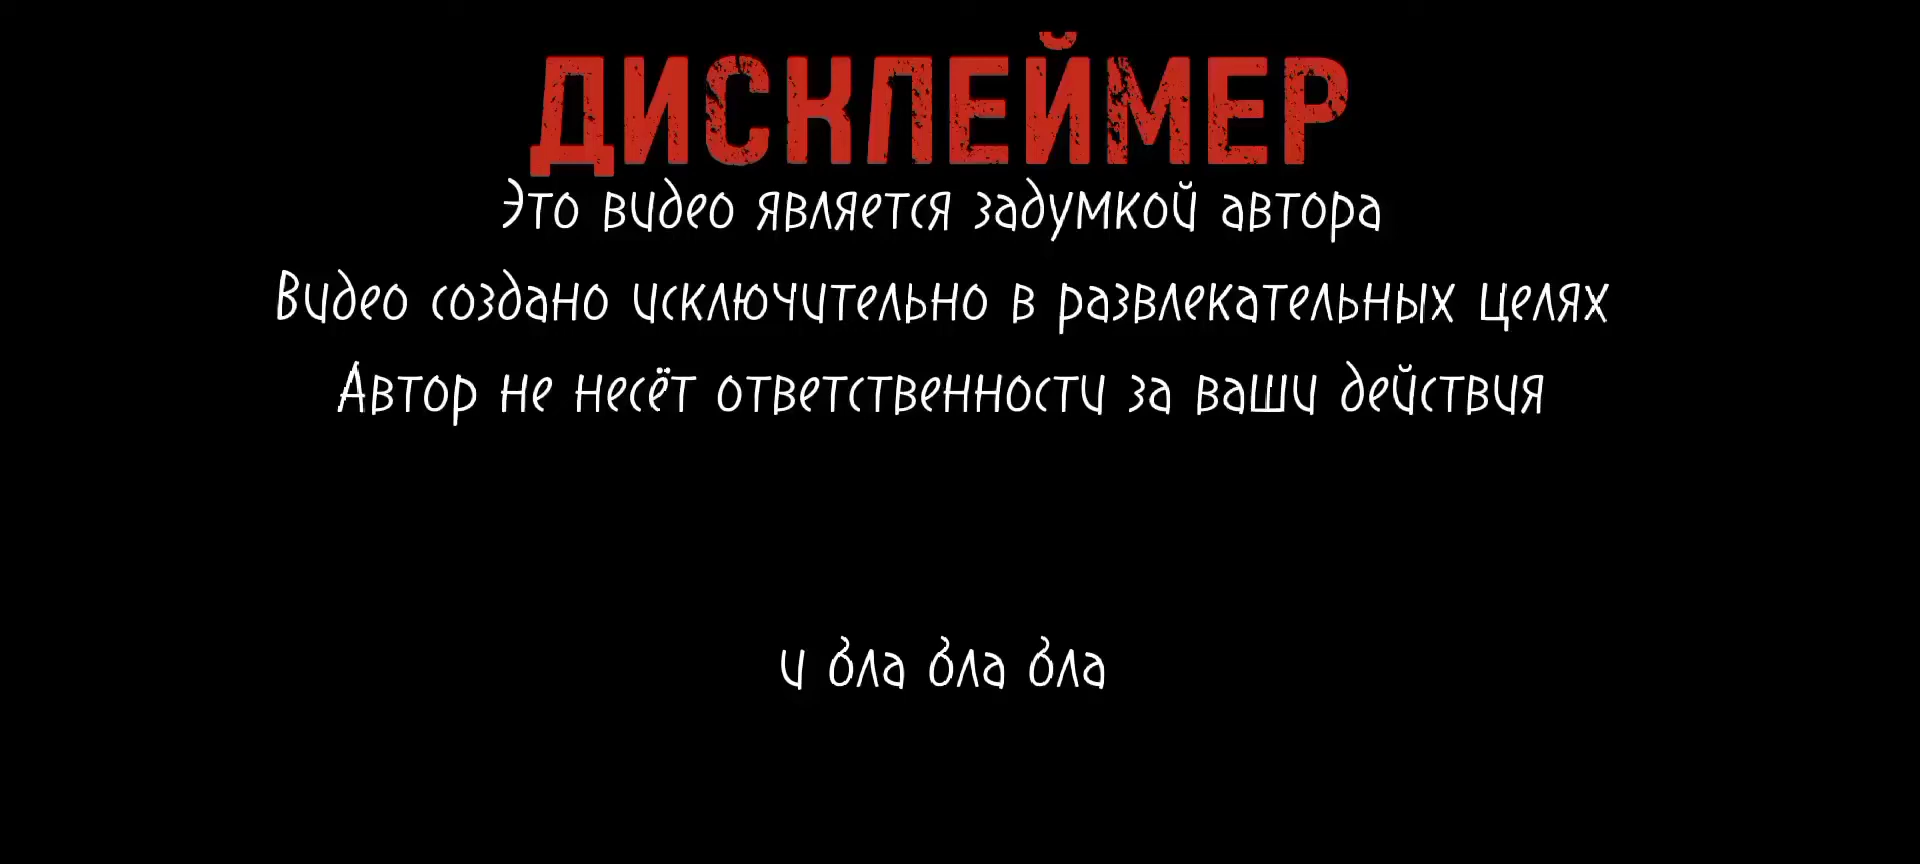 ДИСКЛЕЙМЕР
Это видео является задумкой автора
Видео создано исключительно в развлекательных целях
Автор не несёт ответственности за ваши действия
и бла бла бла